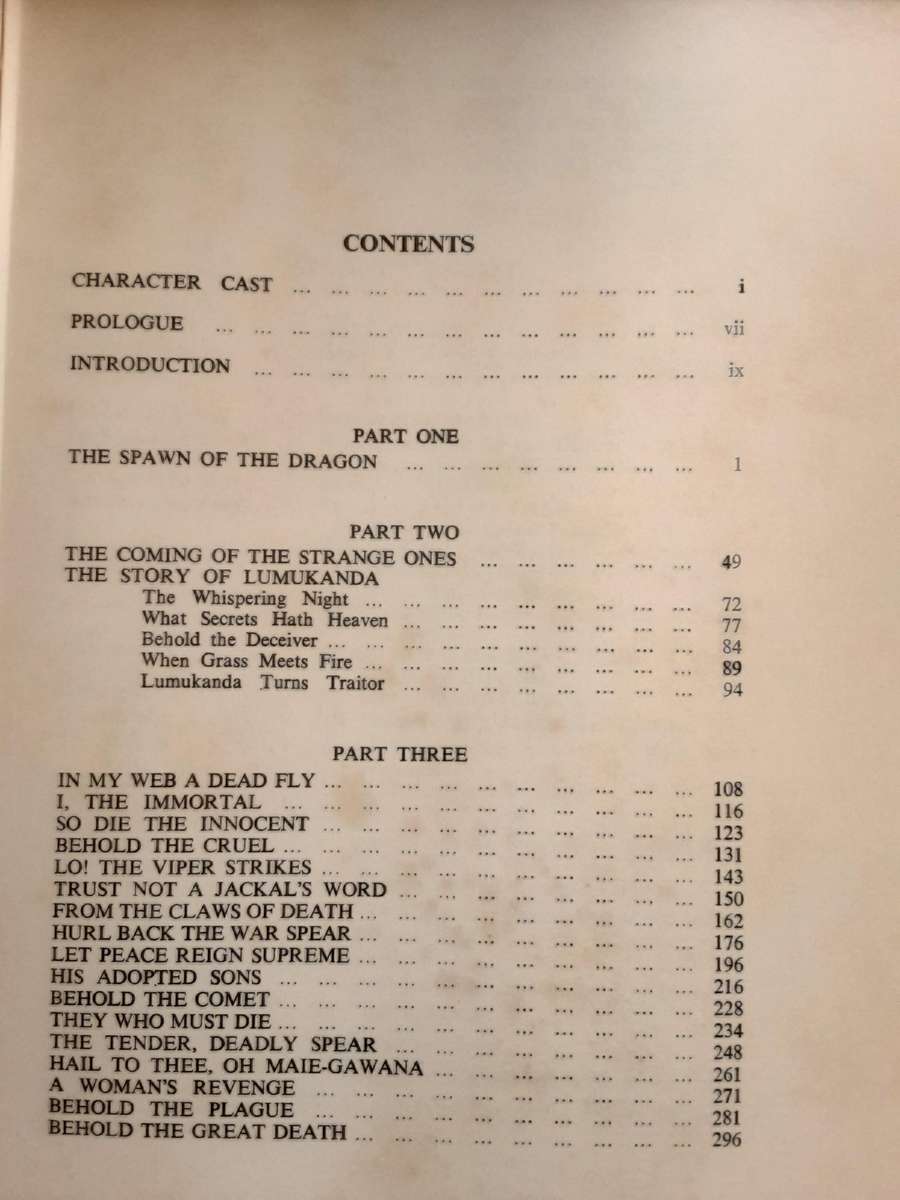 CONTENTS
CHARACTER CAST ... ... ... ... ... ... ... ... ... ... ... i
PROLOGUE ... ... ... ... ... ... ... ... ... ... ... ... ... vii
INTRODUCTION ... ... ... ... ... ... ... ... ... ... ... ... ix
PART ONE
THE SPAWN OF THE DRAGON ... ... ... ... ... ... ... ... 1
PART TWO
THE COMING OF THE STRANGE ONES ... ... ... ... ... ... 49
THE STORY OF LUMUKANDA
The Whispering Night ... ... ... ... ... ... ... ... ... 72
What Secrets Hath Heaven ... ... ... ... ... ... ... ... 77
Behold the Deceiver ... ... ... ... ... ... ... ... ... ... 84
When Grass Meets Fire ... ... ... ... ... ... ... ... ... 89
Lumukanda Turns Traitor ... ... ... ... ... ... ... ... 94
PART THREE
IN MY WEB A DEAD FLY ... ... ... ... ... ... ... ... ... ... 108
I, THE IMMORTAL ... ... ... ... ... ... ... ... ... ... ... 116
SO DIE THE INNOCENT ... ... ... ... ... ... ... ... ... ... 123
BEHOLD THE CRUEL ... ... ... ... ... ... ... ... ... ... ... 131
LO! THE VIPER STRIKES ... ... ... ... ... ... ... ... ... ... 143
TRUST NOT A JACKAL'S WORD ... ... ... ... ... ... ... ... 150
FROM THE CLAWS OF DEATH ... ... ... ... ... ... ... ... ... 162
HURL BACK THE WAR SPEAR ... ... ... ... ... ... ... ... ... 176
LET PEACE REIGN SUPREME ... ... ... ... ... ... ... ... ... 196
HIS ADOPTED SONS ... ... ... ... ... ... ... ... ... ... ... 216
BEHOLD THE COMET ... ... ... ... ... ... ... ... ... ... ... 228
THEY WHO MUST DIE ... ... ... ... ... ... ... ... ... ... ... 234
THE TENDER, DEADLY SPEAR ... ... ... ... ... ... ... ... 248
HAIL TO THEE, OH MAIE-GAWANA ... ... ... ... ... ... ... 261
A WOMAN'S REVENGE ... ... ... ... ... ... ... ... ... ... 271
BEHOLD THE PLAGUE ... ... ... ... ... ... ... ... ... ... 281
BEHOLD THE GREAT DEATH ... ... ... ... ... ... ... ... ... 296